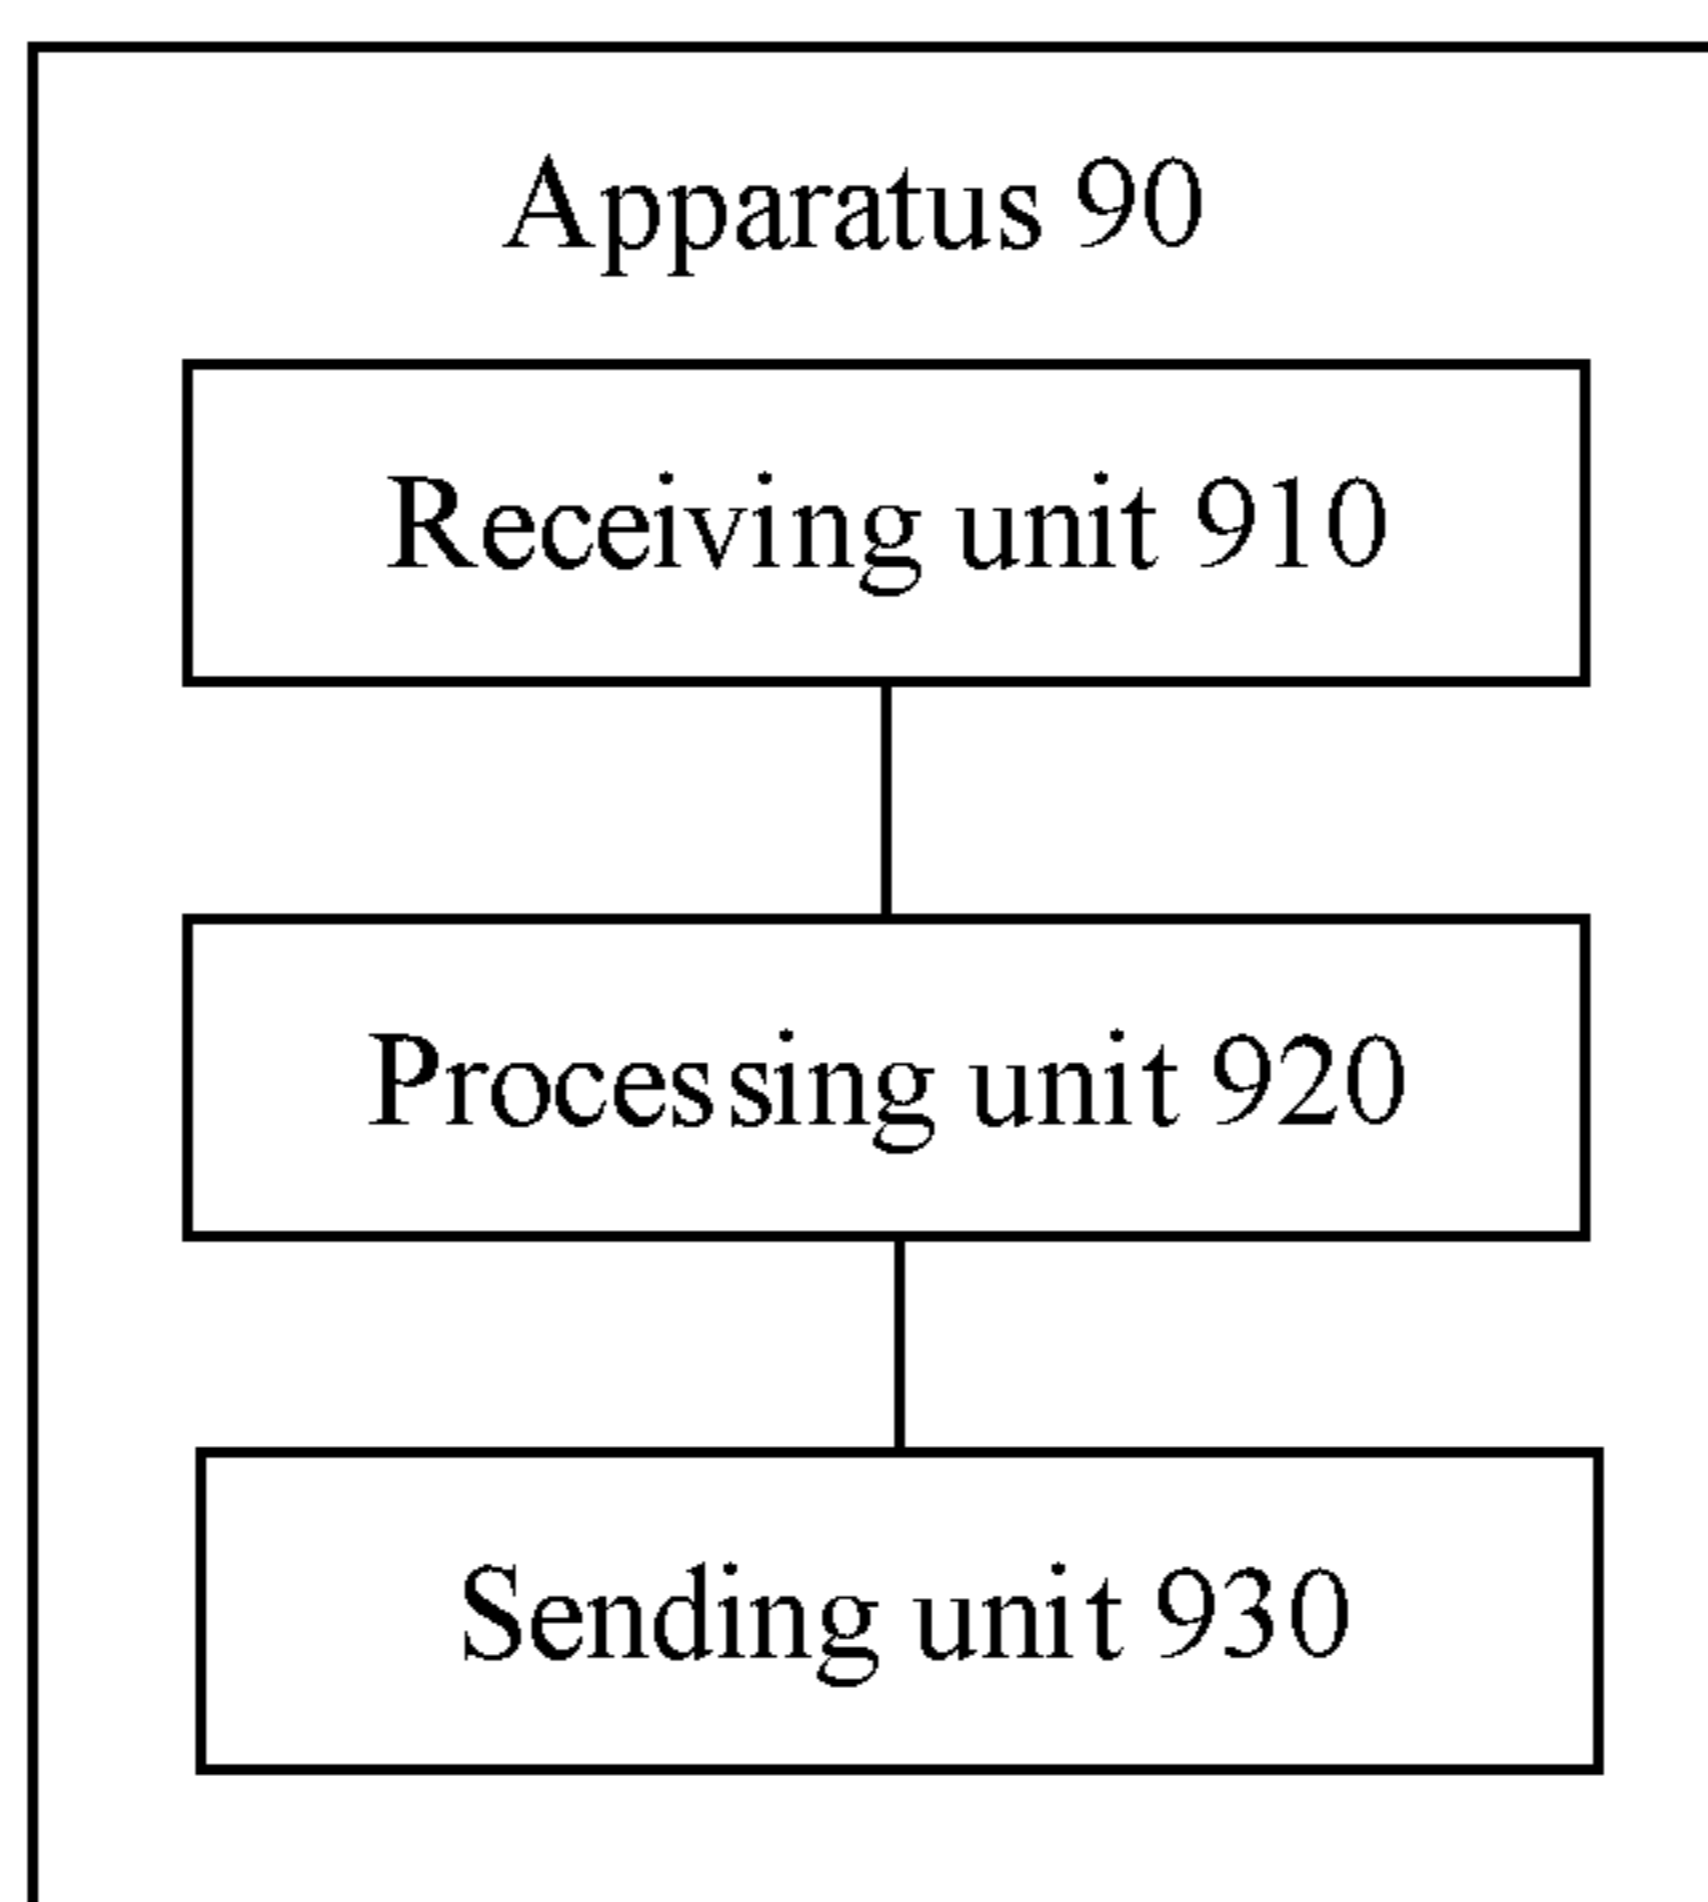 Apparatus 90
Receiving unit 910
Processing unit 920
Sending unit 930